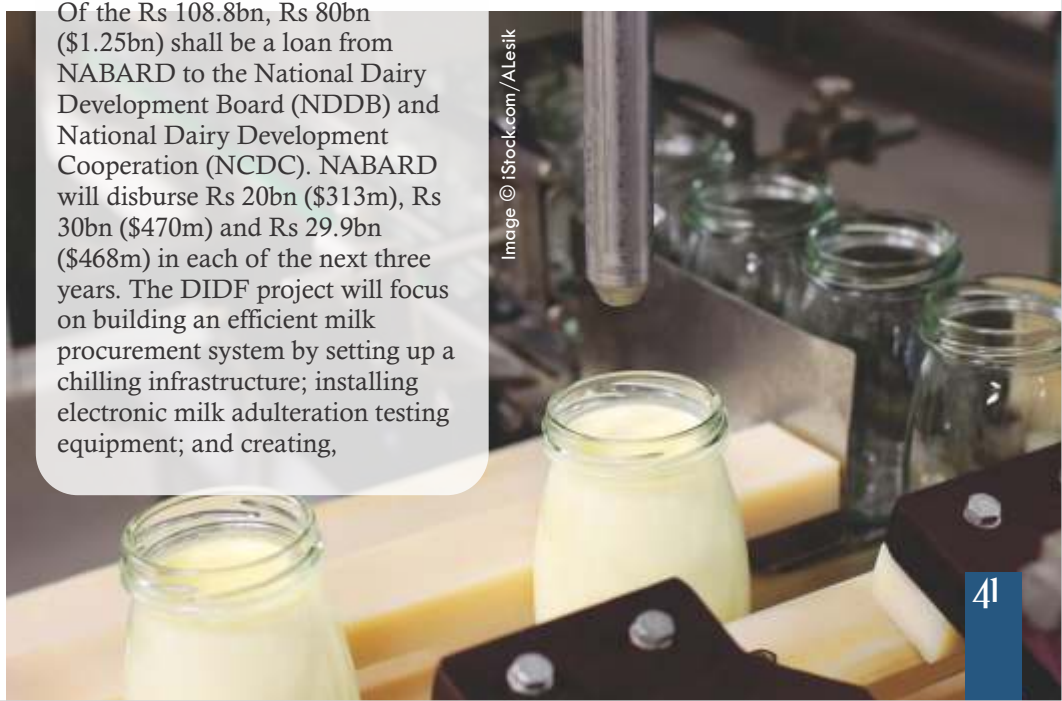 Of the Rs 108.8bn, Rs 80bn
($1.25bn) shall be a loan from
NABARD to the National Dairy
Development Board (NDDB) and
National Dairy Development
Cooperation (NCDC). NABARD
will disburse Rs 20bn ($313m), Rs
30bn ($470m) and Rs 29.9bn
($468m) in each of the next three
years. The DIDF project will focus
on building an efficient milk
procurement system by setting up a
chilling infrastructure; installing
electronic milk adulteration testing
equipment; and creating,
Image © iStock.com/ALesik
41